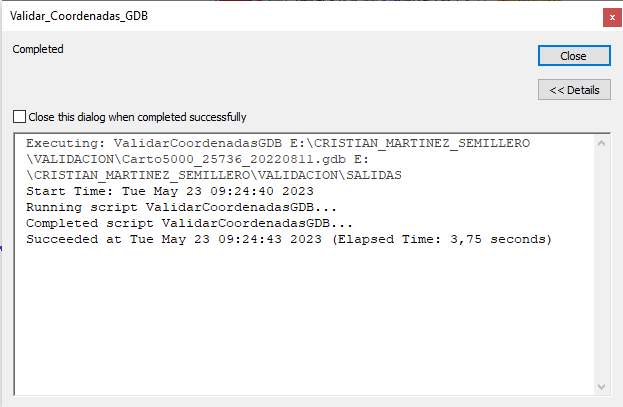 Validar_Coordenadas_GDB
x
Completed
Close
<< Details
Close this dialog when completed successfully
Executing: ValidarCoordenadasGDB E:\CRISTIAN_MARTINEZ_SEMILLERO
\VALIDACION\Carto5000_25736_20220811.gdb E:
\CRISTIAN_MARTINEZ_SEMILLERO\VALIDACION\SALIDAS
Start Time: Tue May 23 09:24:40 2023
Running script ValidarCoordenadasGDB...
Completed script ValidarCoordenadasGDB...
Succeeded at Tue May 23 09:24:43 2023 (Elapsed Time: 3,75 seconds)